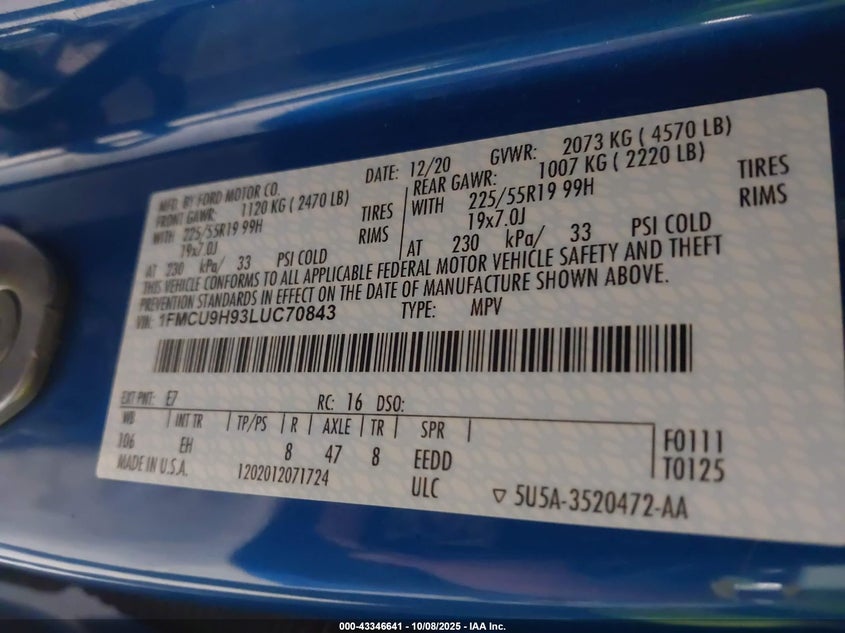 MFD. BY FORD MOTOR CO.
DATE: 12/20 GVWR: 2073 KG ( 4570 LB)
FRONT GAWR: 1120 KG ( 2470 LB)
REAR GAWR: 1007 KG ( 2220 LB)
WITH 225/55R19 99H TIRES
WITH 225/55R19 99H TIRES
19x7.0J RIMS
19x7.0J RIMS
AT 230 kPa/ 33 PSI COLD
AT 230 kPa/ 33 PSI COLD
THIS VEHICLE CONFORMS TO ALL APPLICABLE FEDERAL MOTOR VEHICLE SAFETY AND THEFT
PREVENTION STANDARDS IN EFFECT ON THE DATE OF MANUFACTURE SHOWN ABOVE.
VIN: 1FMCU9H93LUC70843 TYPE: MPV
EXT PNT: E7 RC: 16 DSO:
WB INT TR TP/PS R AXLE TR SPR
106 EH 8 47 8 EEDD
F0111
T0125
MADE IN U.S.A. 1202012071724 ULC
▽ 5U5A-3520472-AA
000-43346641 - 10/08/2025 - IAA Inc.